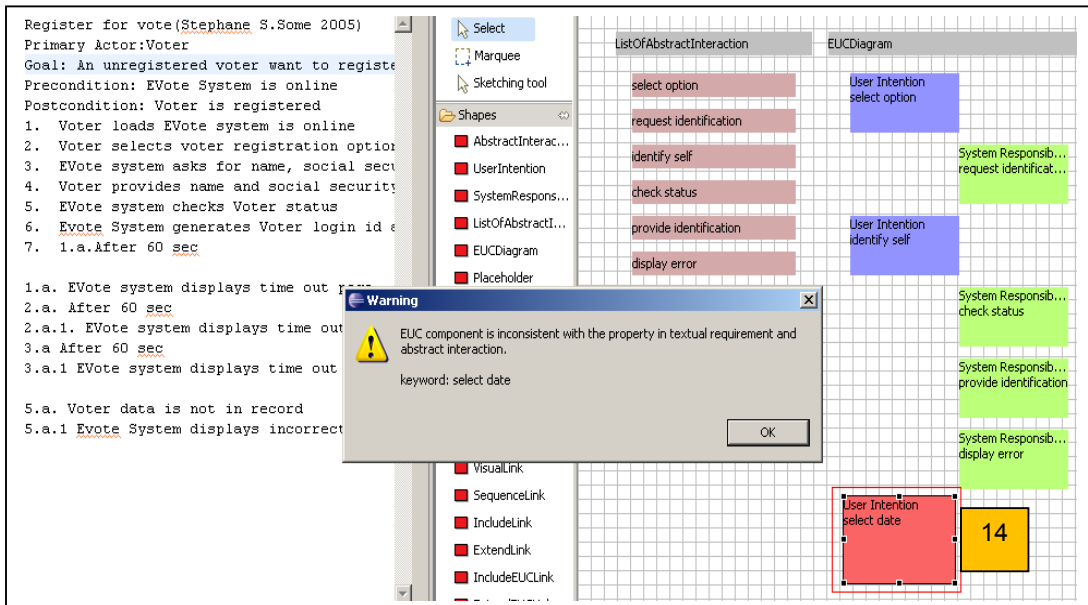 Register for vote(Stephane S.Some 2005)
Primary Actor:Voter
Goal: An unregistered voter want to registe
Precondition: EVote System is online
Postcondition: Voter is registered
1. Voter loads EVote system is online
2. Voter selects voter registration option
3. EVote system asks for name, social secu
4. Voter provides name and social security
5. EVote system checks Voter status
6. Evote System generates Voter login id a
7. 1.a.After 60 sec
1.a. EVote system displays time out page
2.a. After 60 sec
2.a.1. EVote system displays time out
3.a After 60 sec
3.a.1 EVote system displays time out
5.a. Voter data is not in record
5.a.1 Evote System displays incorrect
Select
Marquee
Sketching tool
Shapes
AbstractInterac...
UserIntention
SystemRespons...
ListOfAbstractI...
EUCDiagram
Placeholder
VisualLink
SequenceLink
IncludeLink
ExtendLink
IncludeEUCLink
ListOfAbstractInteraction
select option
request identification
identify self
check status
provide identification
display error
EUCDiagram
User Intention
select option
System Responsib...
request identificat...
User Intention
identify self
System Responsib...
check status
System Responsib...
provide identification
System Responsib...
display error
User Intention
select date
14
Warning
EUC component is inconsistent with the property in textual requirement and
abstract interaction.
keyword: select date
OK